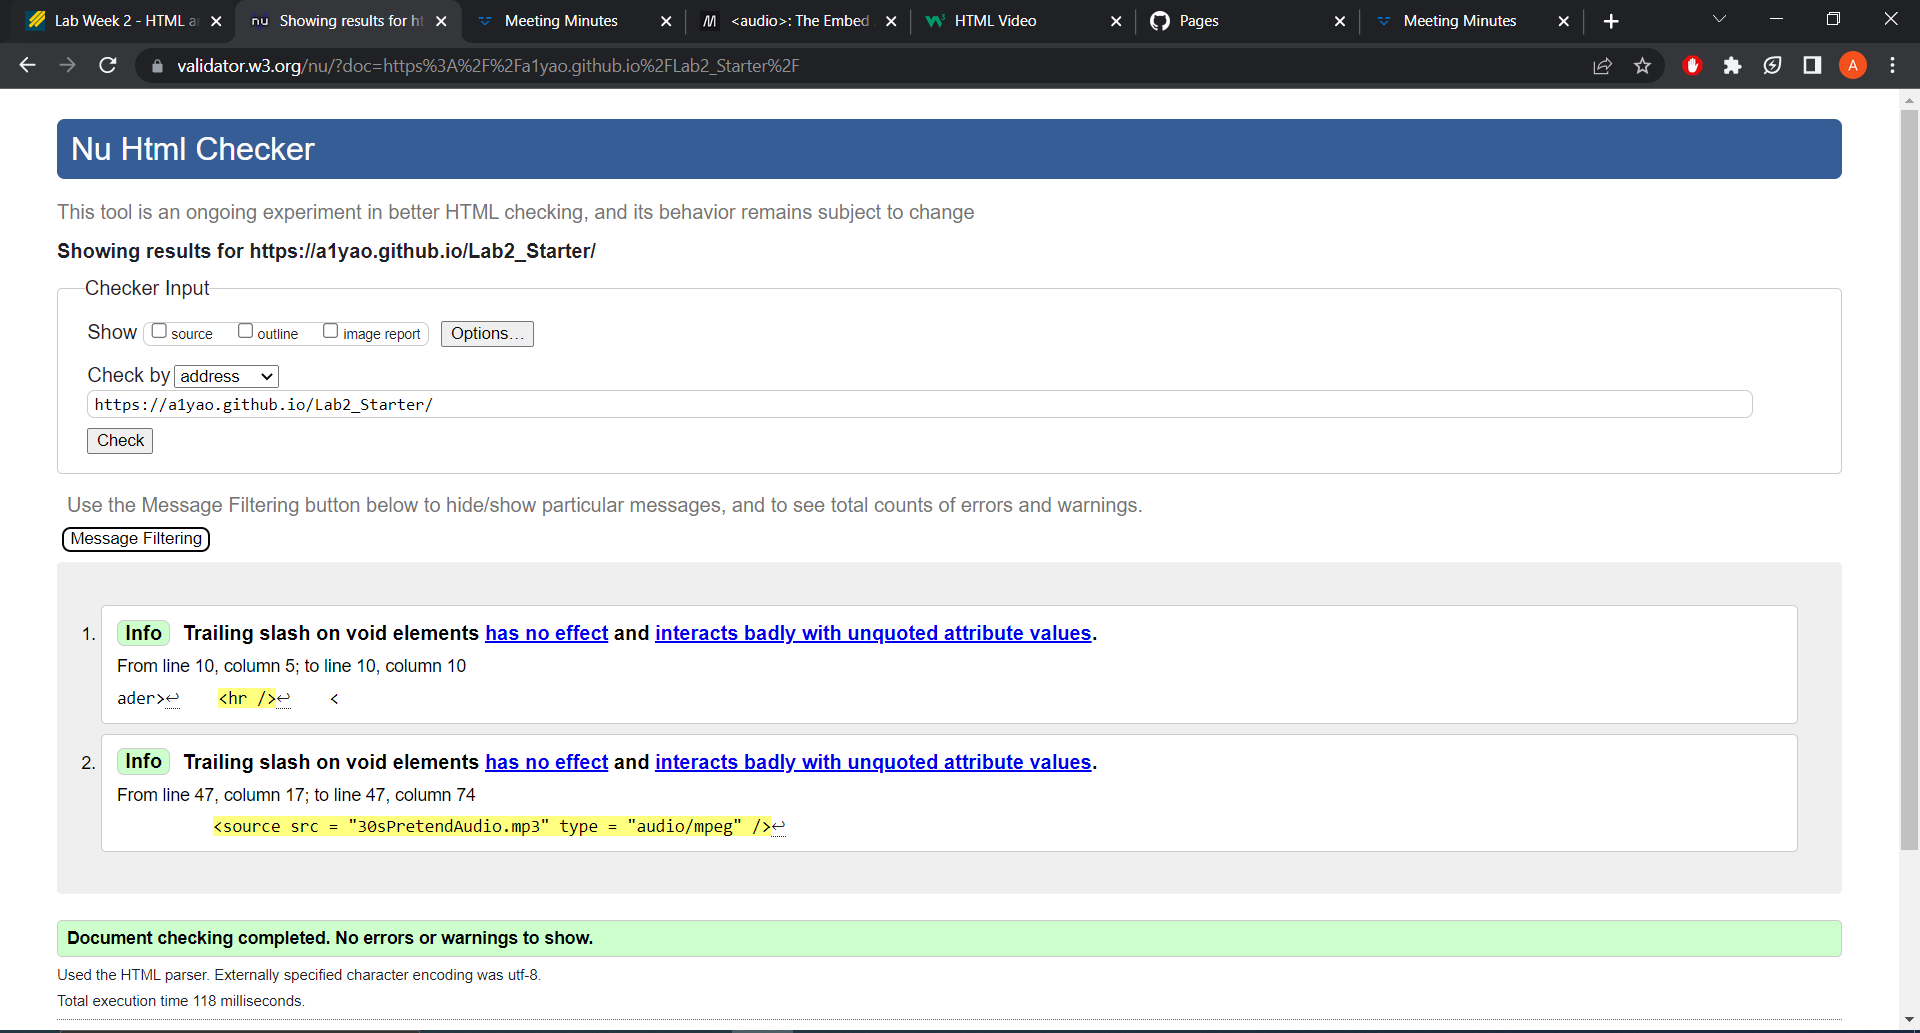 Lab Week 2 - HTML a
Showing results for ht
Meeting Minutes
<audio>: The Embed
HTML Video
Pages
Meeting Minutes
validator.w3.org/nu/?doc=https%3A%2F%2Fa1yao.github.io%2FLab2_Starter%2F
A
Nu Html Checker
This tool is an ongoing experiment in better HTML checking, and its behavior remains subject to change
Showing results for https://a1yao.github.io/Lab2_Starter/
Checker Input
Show source outline image report Options…
Check by address
https://a1yao.github.io/Lab2_Starter/
Check
Use the Message Filtering button below to hide/show particular messages, and to see total counts of errors and warnings.
Message Filtering
1. Info Trailing slash on void elements has no effect and interacts badly with unquoted attribute values.
From line 10, column 5; to line 10, column 10
ader>↩ <hr />↩ <
2. Info Trailing slash on void elements has no effect and interacts badly with unquoted attribute values.
From line 47, column 17; to line 47, column 74
<source src = "30sPretendAudio.mp3" type = "audio/mpeg" />↩
Document checking completed. No errors or warnings to show.
Used the HTML parser. Externally specified character encoding was utf-8.
Total execution time 118 milliseconds.